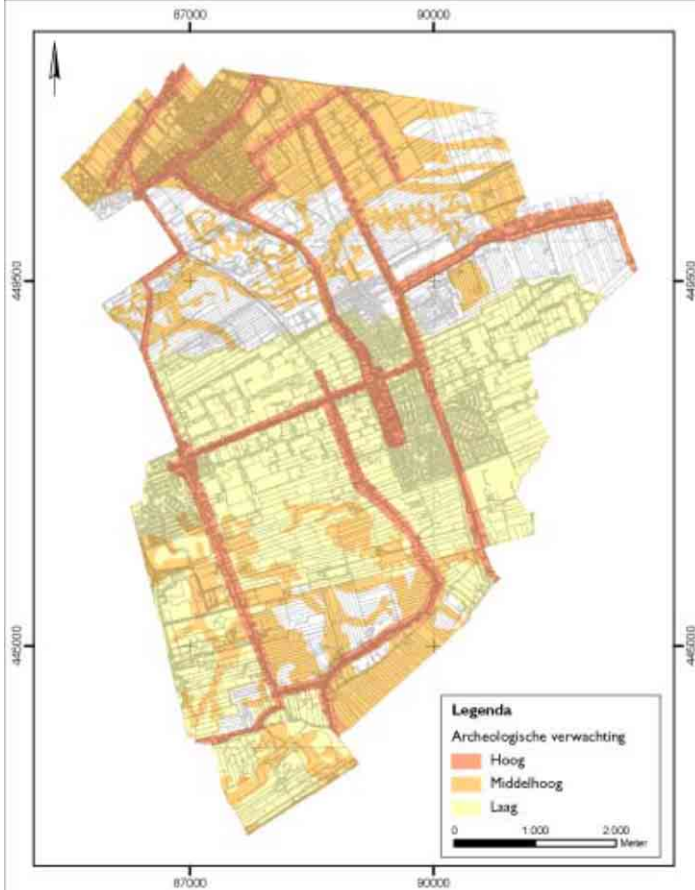 87000 90000
449500 449500
445000 445000
Legenda
Archeologische verwachting
Hoog
Middelhoog
Laag
0 1.000 2.000
Meter
87000 90000